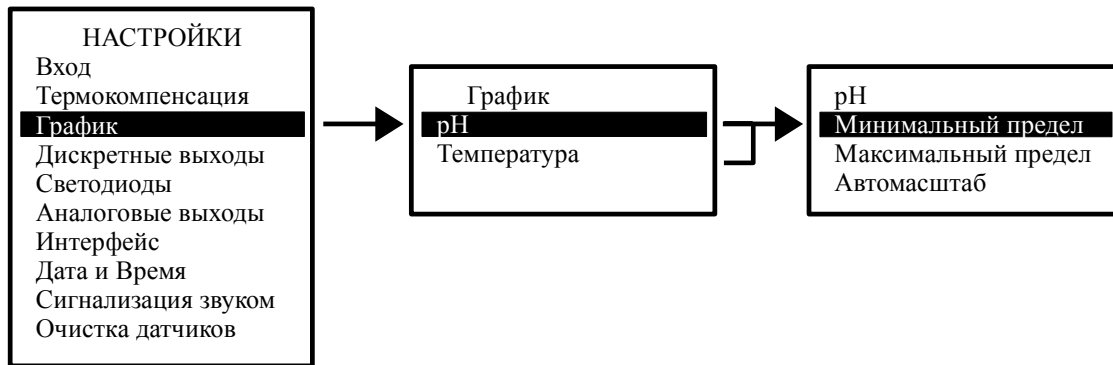 НАСТРОЙКИ
Вход
Термокомпенсация
График
Дискретные выходы
Светодиоды
Аналоговые выходы
Интерфейс
Дата и Время
Сигнализация звуком
Очистка датчиков
График
pH
Температура
pH
Минимальный предел
Максимальный предел
Автомасштаб